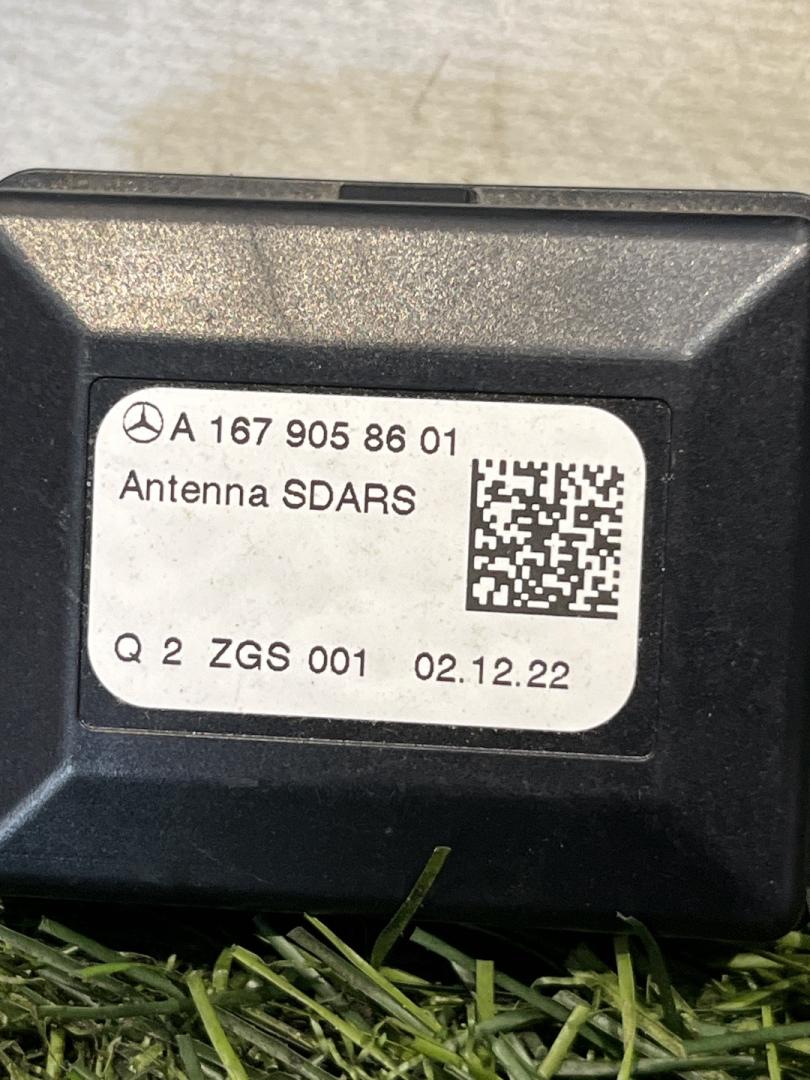 A 167 905 86 01
Antenna SDARS
Q 2 ZGS 001 02.12.22